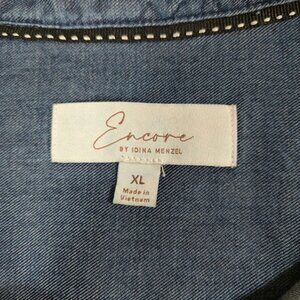 Encore
BY IDINA MENZEL
XL
Made in
Vietnam